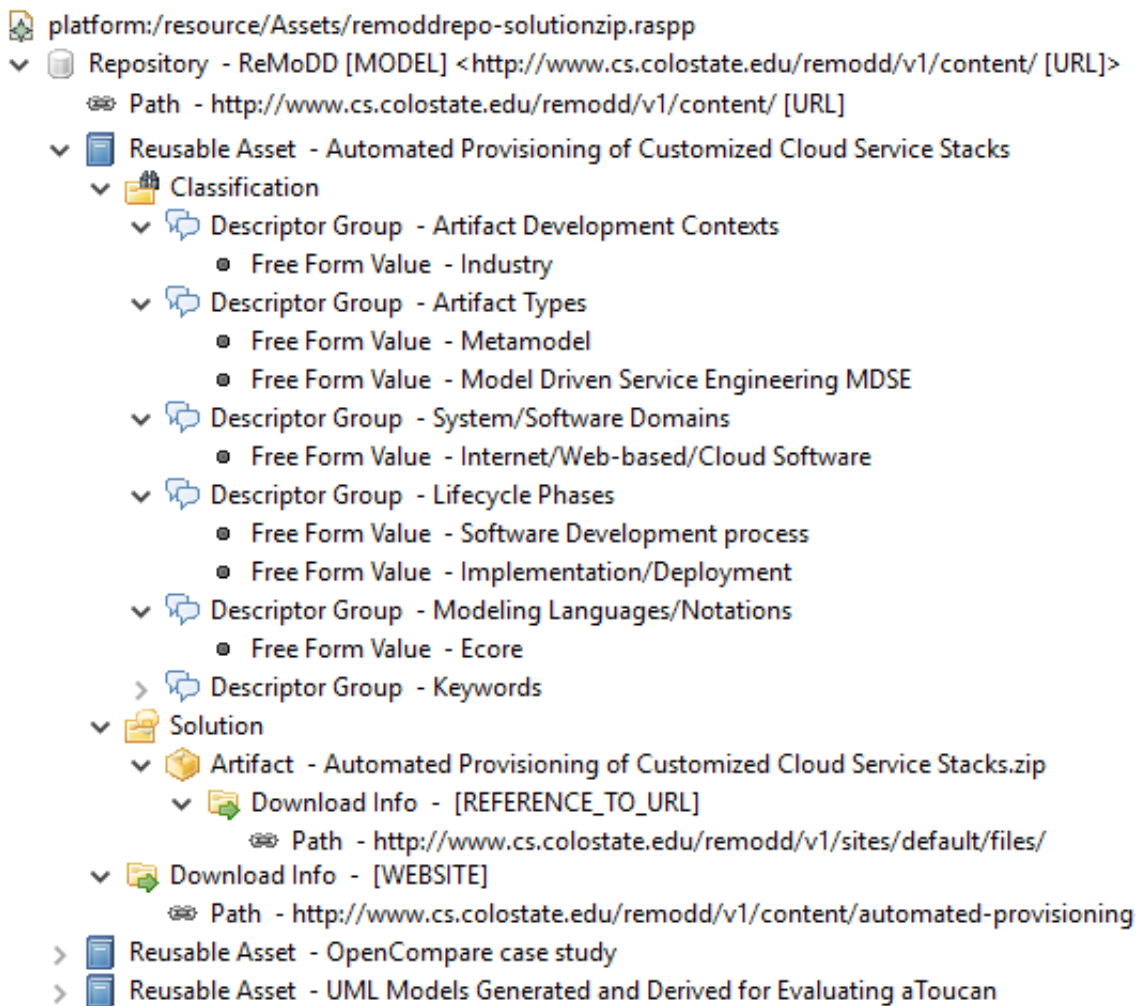 platform:/resource/Assets/remoddrepo-solutionzip.raspp
Repository - ReMoDD [MODEL] <http://www.cs.colostate.edu/remodd/v1/content/ [URL]>
Path - http://www.cs.colostate.edu/remodd/v1/content/ [URL]
Reusable Asset - Automated Provisioning of Customized Cloud Service Stacks
Classification
Descriptor Group - Artifact Development Contexts
Free Form Value - Industry
Descriptor Group - Artifact Types
Free Form Value - Metamodel
Free Form Value - Model Driven Service Engineering MDSE
Descriptor Group - System/Software Domains
Free Form Value - Internet/Web-based/Cloud Software
Descriptor Group - Lifecycle Phases
Free Form Value - Software Development process
Free Form Value - Implementation/Deployment
Descriptor Group - Modeling Languages/Notations
Free Form Value - Ecore
Descriptor Group - Keywords
Solution
Artifact - Automated Provisioning of Customized Cloud Service Stacks.zip
Download Info - [REFERENCE_TO_URL]
Path - http://www.cs.colostate.edu/remodd/v1/sites/default/files/
Download Info - [WEBSITE]
Path - http://www.cs.colostate.edu/remodd/v1/content/automated-provisioning-
Reusable Asset - OpenCompare case study
Reusable Asset - UML Models Generated and Derived for Evaluating aToucan